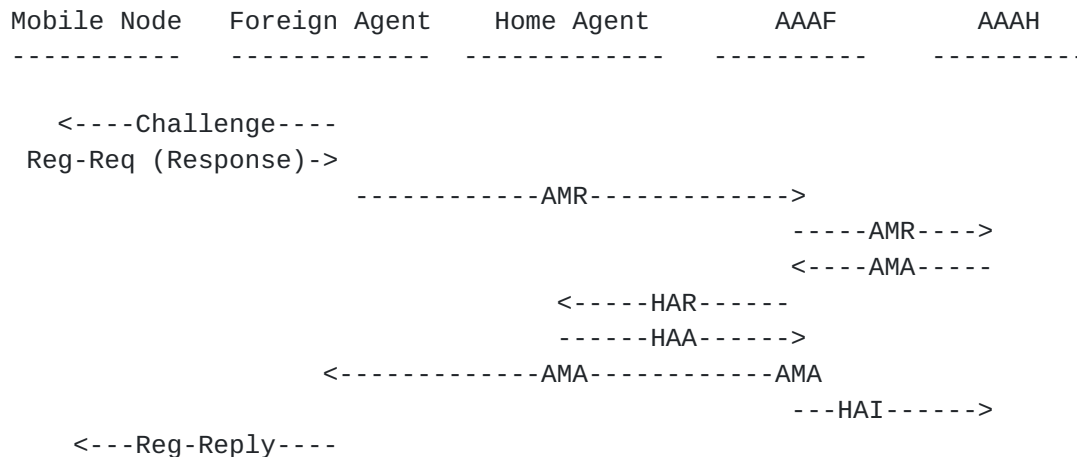 Mobile Node   Foreign Agent    Home Agent        AAAF         AAAH
-----------   -------------  -------------   ----------    ----------
<----Challenge----
Reg-Req (Response)->
------------AMR------------->
-----AMR---->
<----AMA-----
<-----HAR------
------HAA------>
<-------------AMA------------AMA
---HAI------>
<---Reg-Reply----